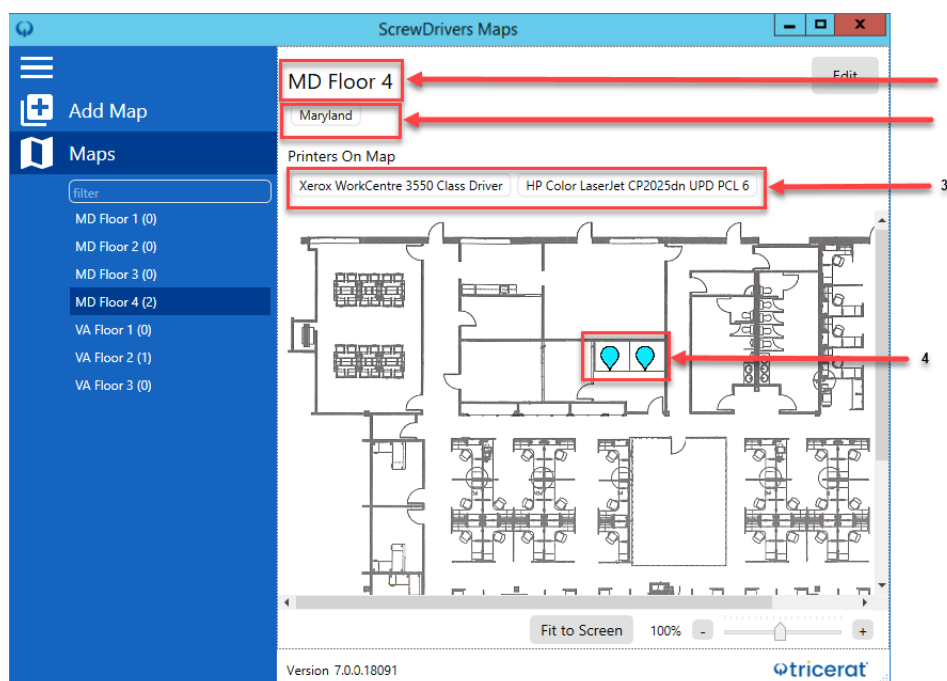 ScrewDrivers Maps
MD Floor 4
Edit
Add Map
Maryland
Maps
Printers On Map
filter
Xerox WorkCentre 3550 Class Driver
HP Color LaserJet CP2025dn UPD PCL 6
3
MD Floor 1 (0)
MD Floor 2 (0)
MD Floor 3 (0)
MD Floor 4 (2)
VA Floor 1 (0)
VA Floor 2 (1)
VA Floor 3 (0)
4
Fit to Screen
100%
-
+
Version 7.0.0.18091
tricerat